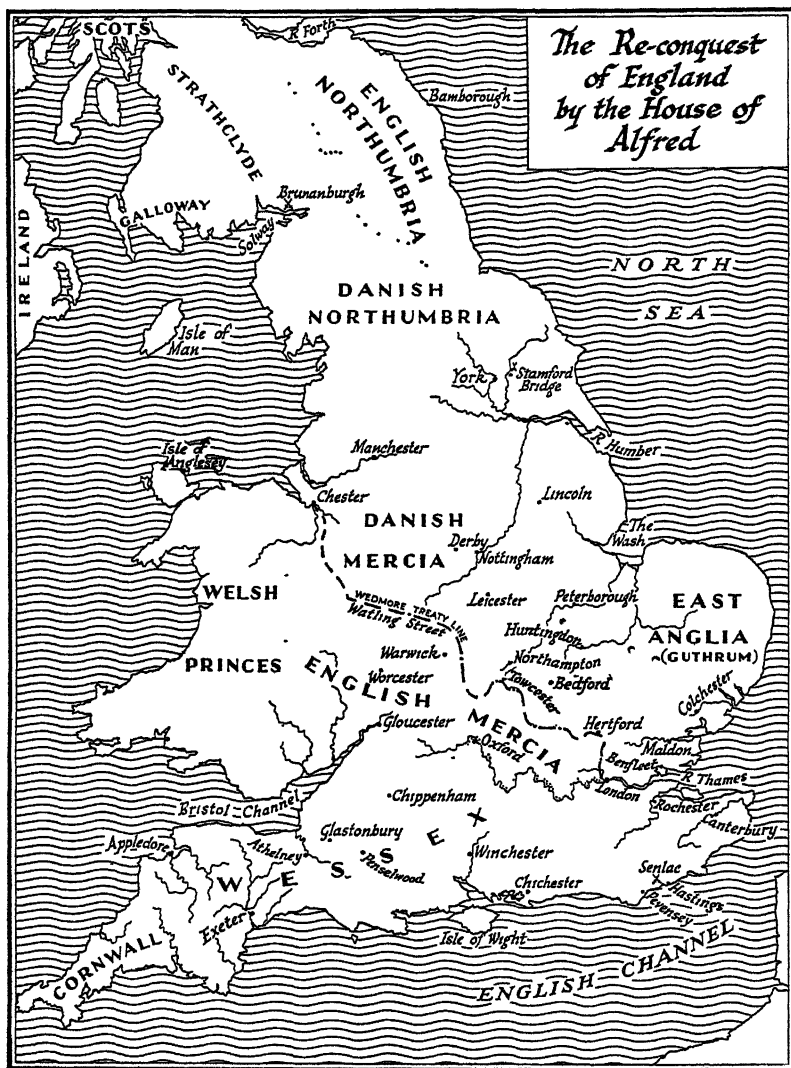 The Re-conquest
of England
by the House of
Alfred
SCOTS
R Forth
STRATHCLYDE
ENGLISH
NORTHUMBRIA
Bamborough
IRELAND
GALLOWAY
Brunanburgh
Solway
NORTH
SEA
DANISH
NORTHUMBRIA
Isle of
Man
York
Stamford
Bridge
R Humber
Isle of
Anglesey
Manchester
Chester
Lincoln
DANISH
MERCIA
Derby
Nottingham
The
Wash
WELSH
PRINCES
WEDMORE TREATY LINE
Watling Street
Leicester
Peterborough
EAST
ANGLIA
(GUTHRUM)
Huntingdon
Warwick
Northampton
Worcester
Towcester
Bedford
ENGLISH
MERCIA
Colchester
Gloucester
Hertford
Oxford
Maldon
Benfleet
R Thames
London
Bristol Channel
Chippenham
Rochester
Canterbury
Appledore
Athelney
Glastonbury
Penselwood
WESSEX
Winchester
Senlac
Hastings
Pevensey
Chichester
Exeter
Isle of Wight
CORNWALL
ENGLISH CHANNEL